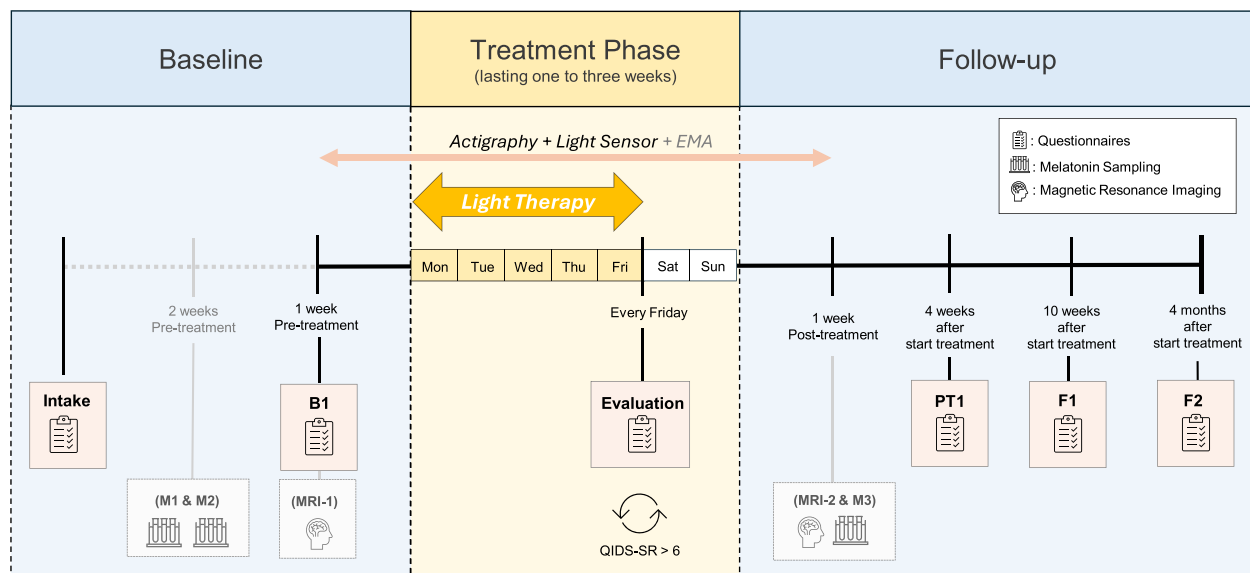 Baseline
Treatment Phase
(lasting one to three weeks)
Follow-up
Actigraphy + Light Sensor + EMA
: Questionnaires
: Melatonin Sampling
: Magnetic Resonance Imaging
Light Therapy
Mon Tue Wed Thu Fri Sat Sun
2 weeks
Pre-treatment
1 week
Pre-treatment
Every Friday
1 week
Post-treatment
4 weeks
after
start treatment
10 weeks
after
start treatment
4 months
after
start treatment
Intake
B1
Evaluation
PT1
F1
F2
(M1 & M2)
(MRI-1)
QIDS-SR > 6
(MRI-2 & M3)